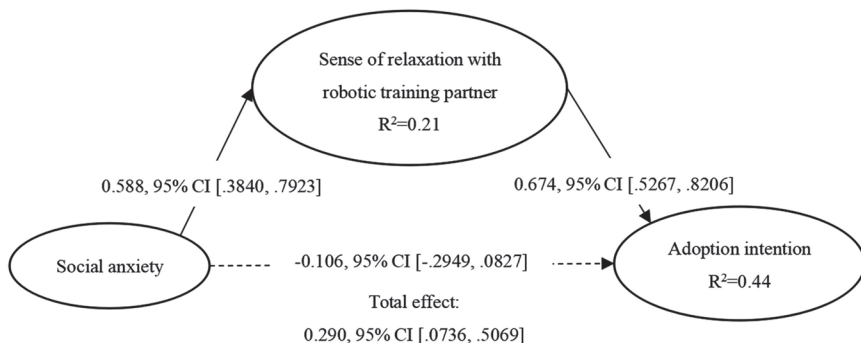 Sense of relaxation with
robotic training partner
R²=0.21
0.588, 95% CI [.3840, .7923]
0.674, 95% CI [.5267, .8206]
Social anxiety
-0.106, 95% CI [-.2949, .0827]
Adoption intention
R²=0.44
Total effect:
0.290, 95% CI [.0736, .5069]